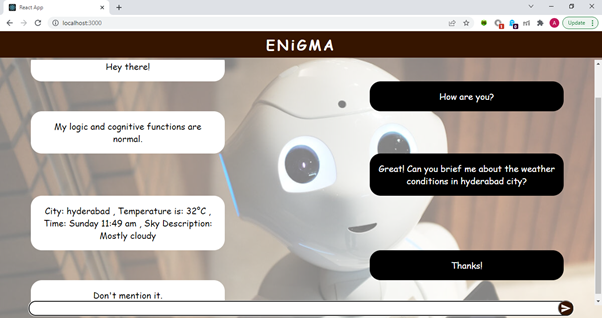 React App
localhost:3000
Update
ENiGMA
Hey there!
How are you?
My logic and cognitive functions are
normal.
Great! Can you brief me about the weather
conditions in hyderabad city?
City: hyderabad , Temperature is: 32°C ,
Time: Sunday 11:49 am , Sky Description:
Mostly cloudy
Thanks!
Don't mention it.